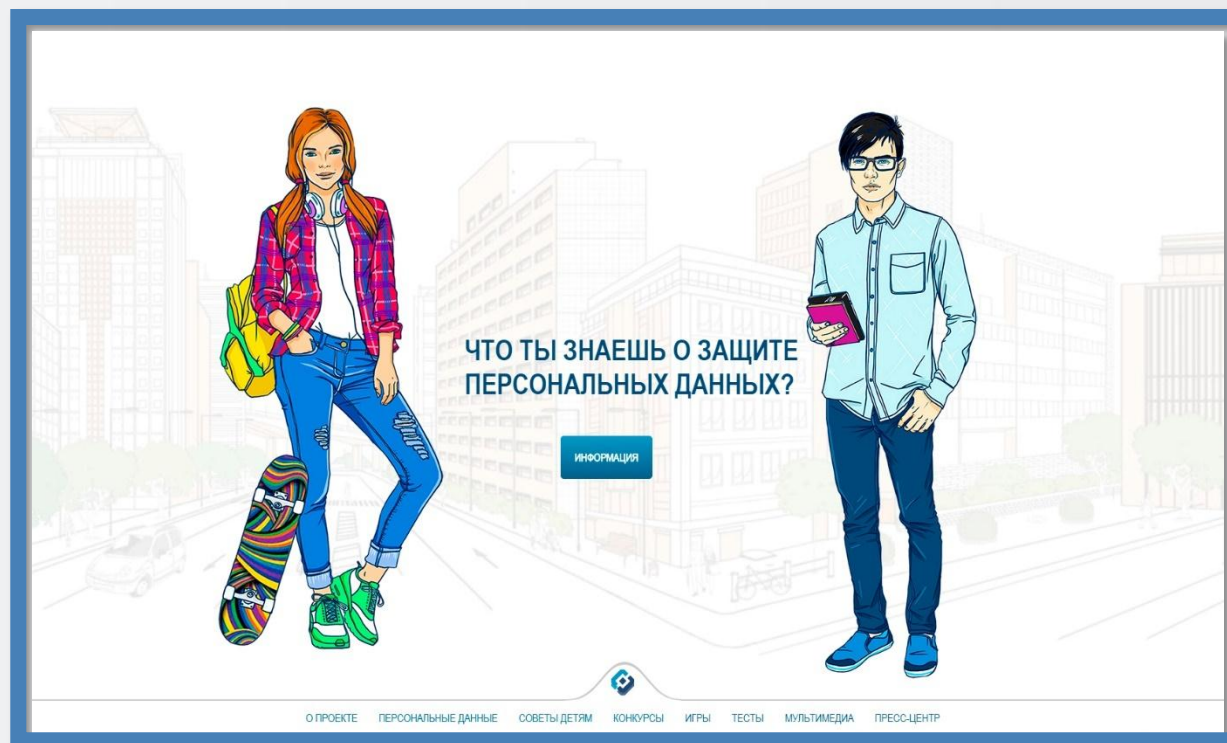 ЧТО ТЫ ЗНАЕШЬ О ЗАЩИТЕ
ПЕРСОНАЛЬНЫХ ДАННЫХ?
ИНФОРМАЦИЯ
О ПРОЕКТЕ ПЕРСОНАЛЬНЫЕ ДАННЫЕ СОВЕТЫ ДЕТЯМ КОНКУРСЫ ИГРЫ ТЕСТЫ МУЛЬТИМЕДИА ПРЕСС-ЦЕНТР